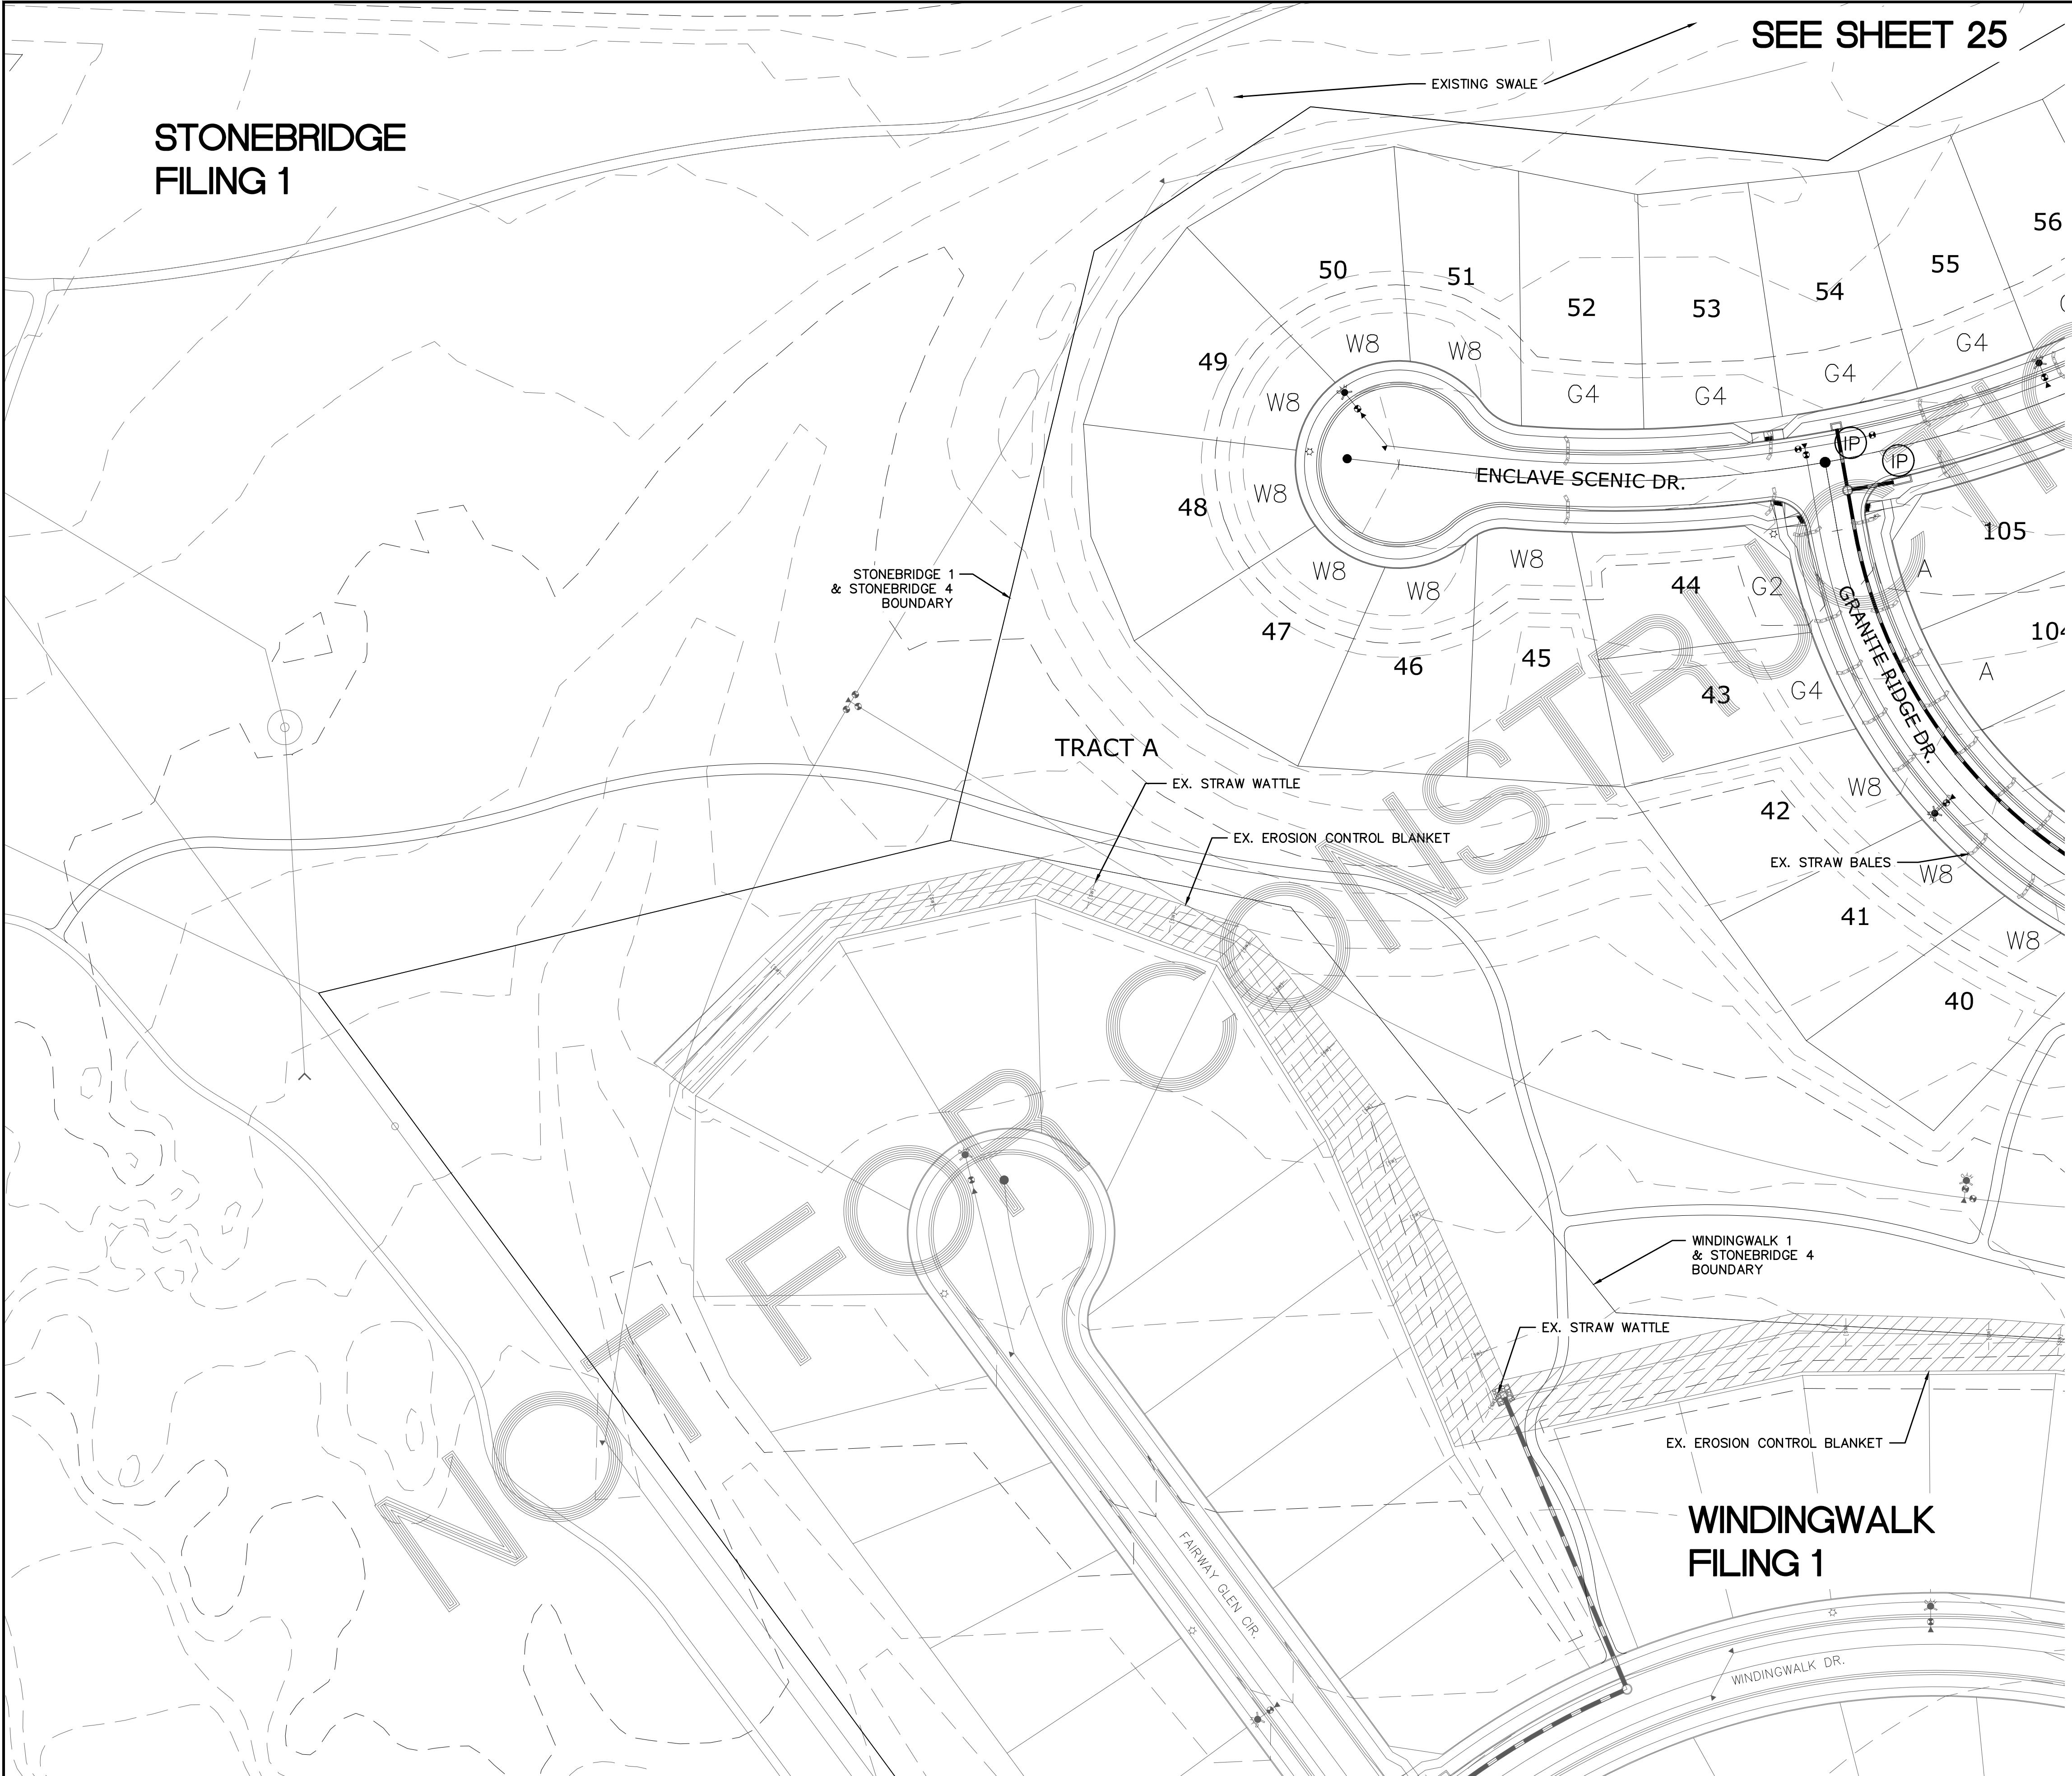 SEE SHEET 25
EXISTING SWALE
STONEBRIDGE
FILING 1
56
55
50
51
54
52
53
G4
W8
W8
49
G4
G4
G4
W8
IP
IP
ENCLAVE SCENIC DR.
W8
48
105
W8
A
STONEBRIDGE 1
& STONEBRIDGE 4
BOUNDARY
W8
W8
44
G2
GRANITE RIDGE DR.
47
104
46
45
A
43
G4
TRACT A
EX. STRAW WATTLE
W8
42
EX. EROSION CONTROL BLANKET
EX. STRAW BALES
W8
41
W8
40
NOT FOR CONSTRUCTION
WINDINGWALK 1
& STONEBRIDGE 4
BOUNDARY
EX. STRAW WATTLE
EX. EROSION CONTROL BLANKET
WINDINGWALK
FILING 1
FAIRWAY GLEN CIR.
WINDINGWALK DR.